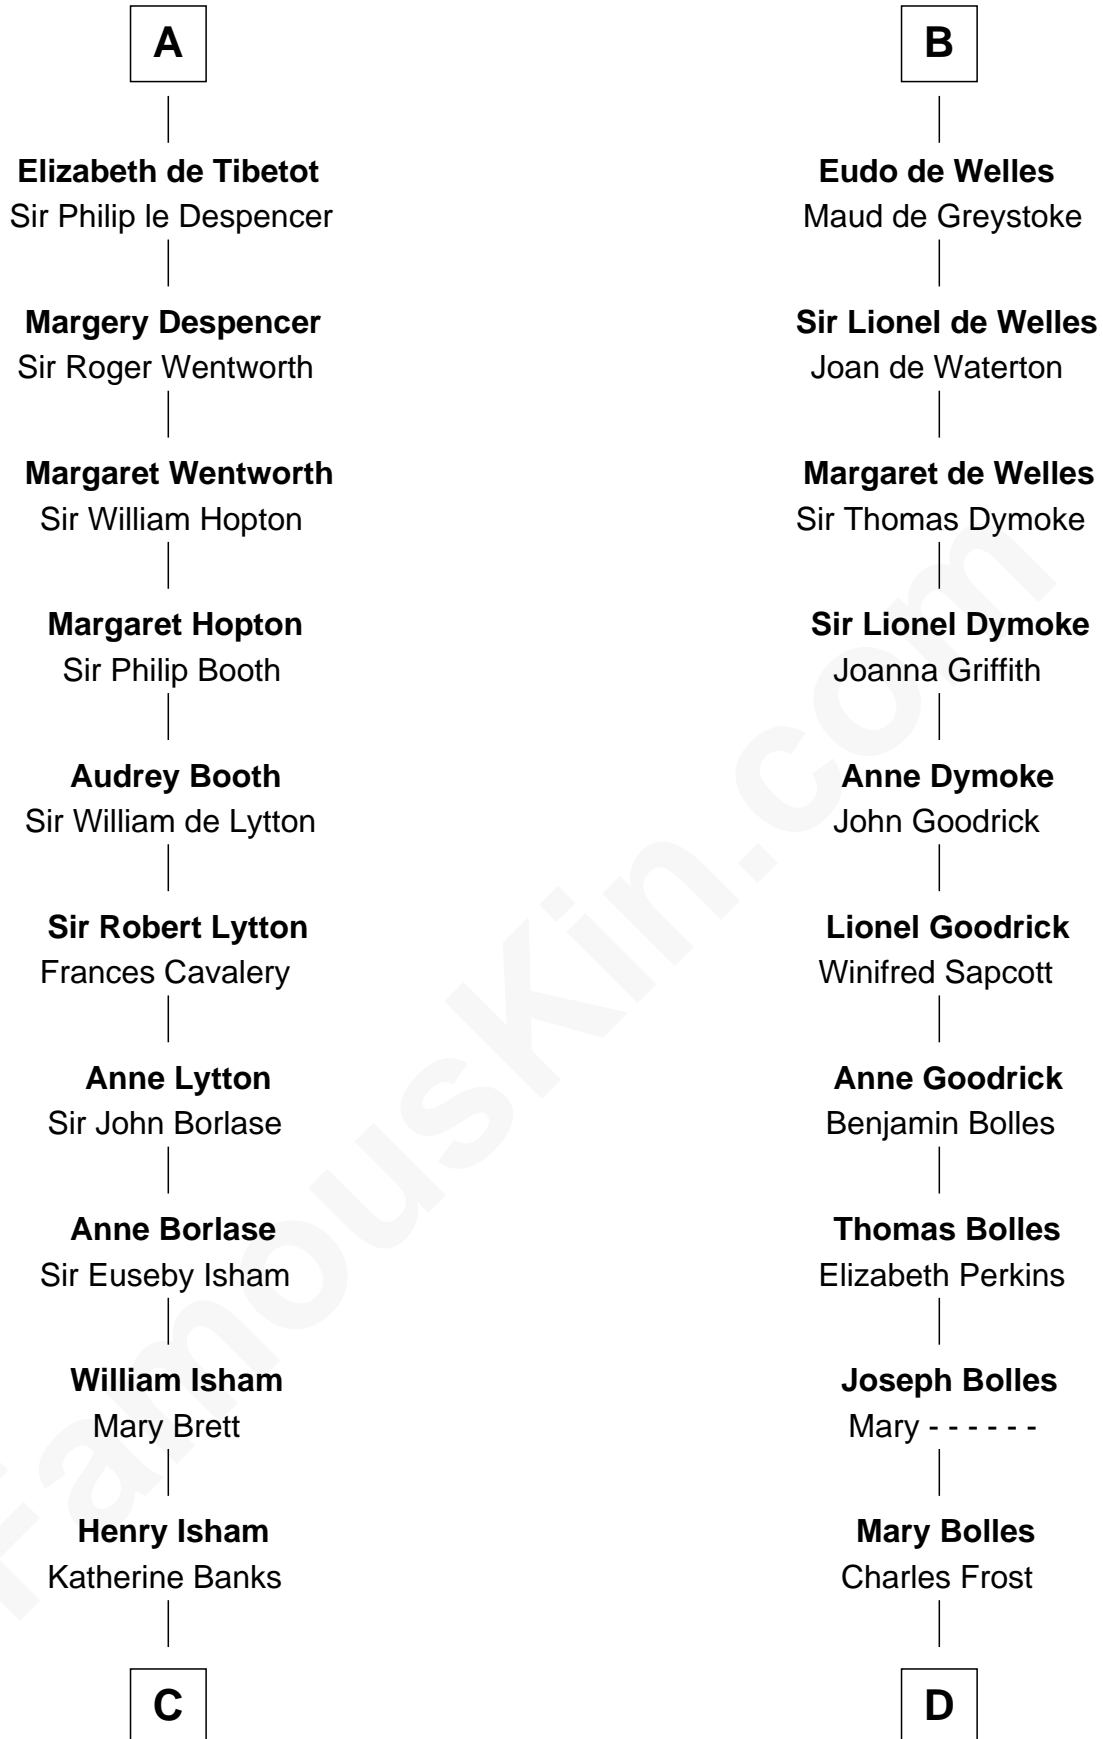 A
Elizabeth de Tibetot
Sir Philip le Despencer
Margery Despencer
Sir Roger Wentworth
Margaret Wentworth
Sir William Hopton
Margaret Hopton
Sir Philip Booth
Audrey Booth
Sir William de Lytton
Sir Robert Lytton
Frances Cavalery
Anne Lytton
Sir John Borlase
Anne Borlase
Sir Euseby Isham
William Isham
Mary Brett
Henry Isham
Katherine Banks
C
B
Eudo de Welles
Maud de Greystoke
Sir Lionel de Welles
Joan de Waterton
Margaret de Welles
Sir Thomas Dymoke
Sir Lionel Dymoke
Joanna Griffith
Anne Dymoke
John Goodrick
Lionel Goodrick
Winifred Sapcott
Anne Goodrick
Benjamin Bolles
Thomas Bolles
Elizabeth Perkins
Joseph Bolles
Mary - - - - - -
Mary Bolles
Charles Frost
D
FamousKin.com